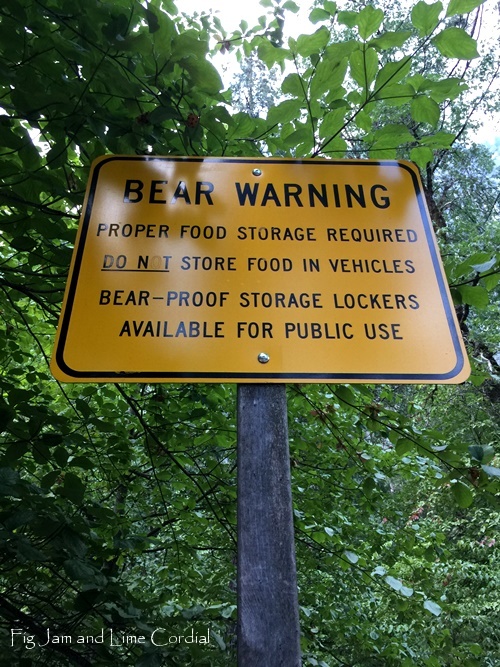 BEAR WARNING
PROPER FOOD STORAGE REQUIRED
DO NOT STORE FOOD IN VEHICLES
BEAR-PROOF STORAGE LOCKERS
AVAILABLE FOR PUBLIC USE
Fig Jam and Lime Cordial